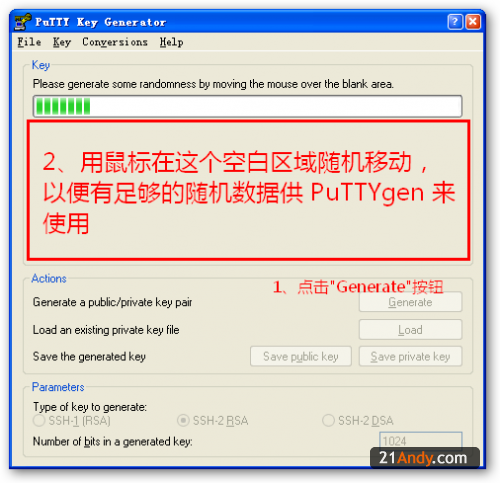 PuTTY Key Generator
File Key Conversions Help
Key
Please generate some randomness by moving the mouse over the blank area.
2、用鼠标在这个空白区域随机移动，
以便有足够的随机数据供 PuTTYgen 来
使用
Actions
1、点击"Generate"按钮
Generate a public/private key pair
Generate
Load an existing private key file
Load
Save the generated key
Save public key
Save private key
Parameters
Type of key to generate:
SSH-1 (RSA)
SSH-2 RSA
SSH-2 DSA
Number of bits in a generated key:
1024
21Andy.com